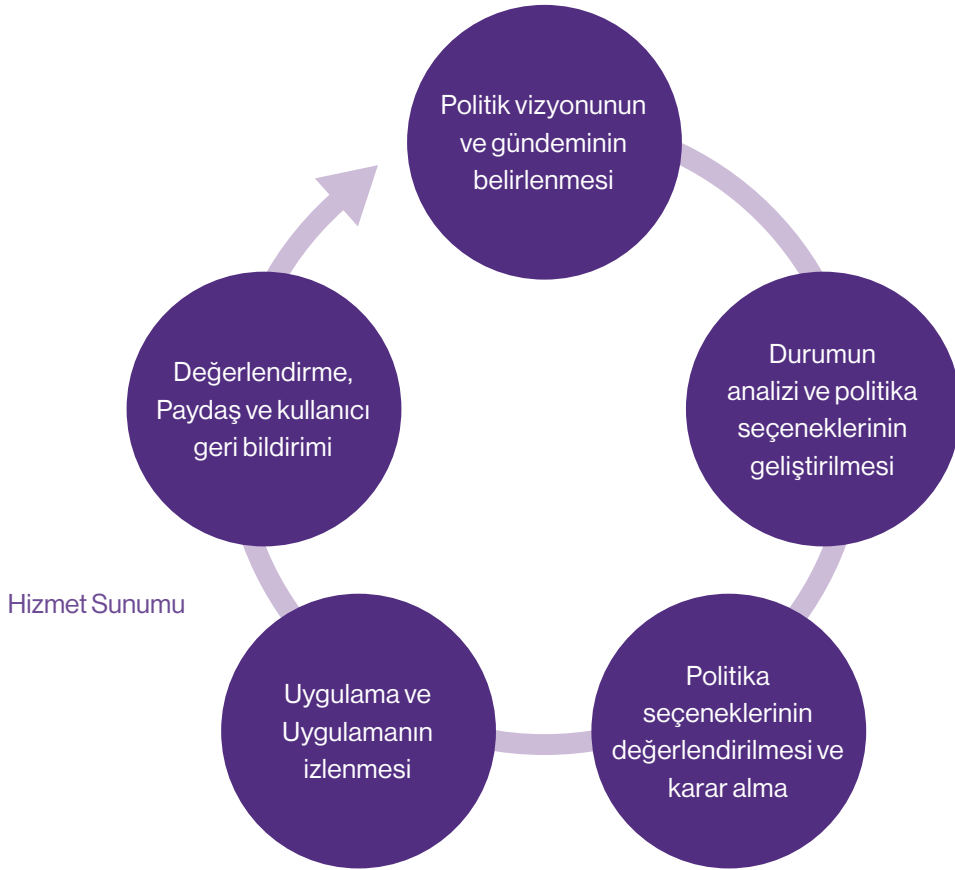 Politik vizyonunun
ve gündeminin
belirlenmesi
Durumun
analizi ve politika
seçeneklerinin
geliştirilmesi
Politika
seçeneklerinin
değerlendirilmesi ve
karar alma
Uygulama ve
Uygulamanın
izlenmesi
Hizmet Sunumu
Değerlendirme,
Paydaş ve kullanıcı
geri bildirimi